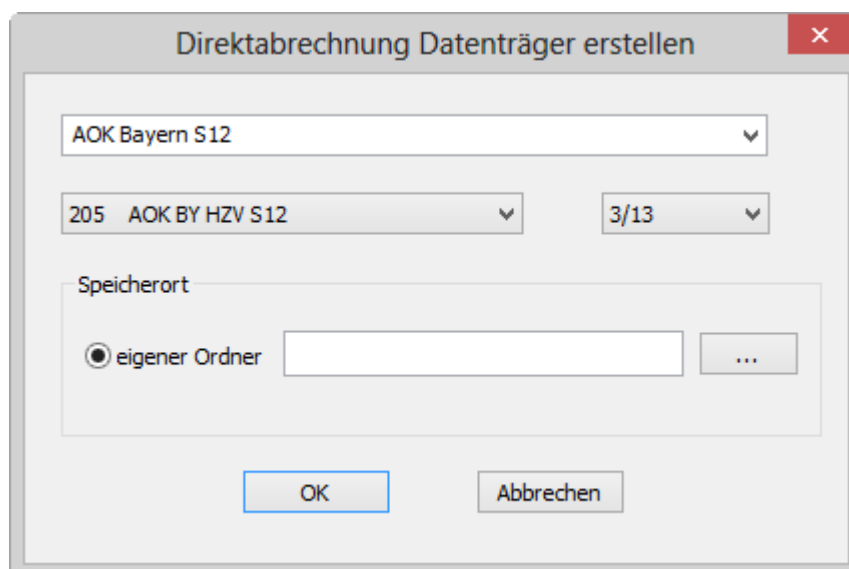 Direktabrechnung Datenträger erstellen
AOK Bayern S12
205 AOK BY HZV S12 3/13
Speicherort
eigener Ordner ...
OK Abbrechen